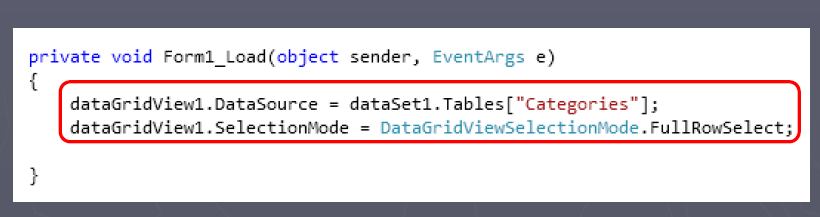 private void Form1_Load(object sender, EventArgs e)
{
dataGridView1.DataSource = dataSet1.Tables["Categories"];
dataGridView1.SelectionMode = DataGridViewSelectionMode.FullRowSelect;
}